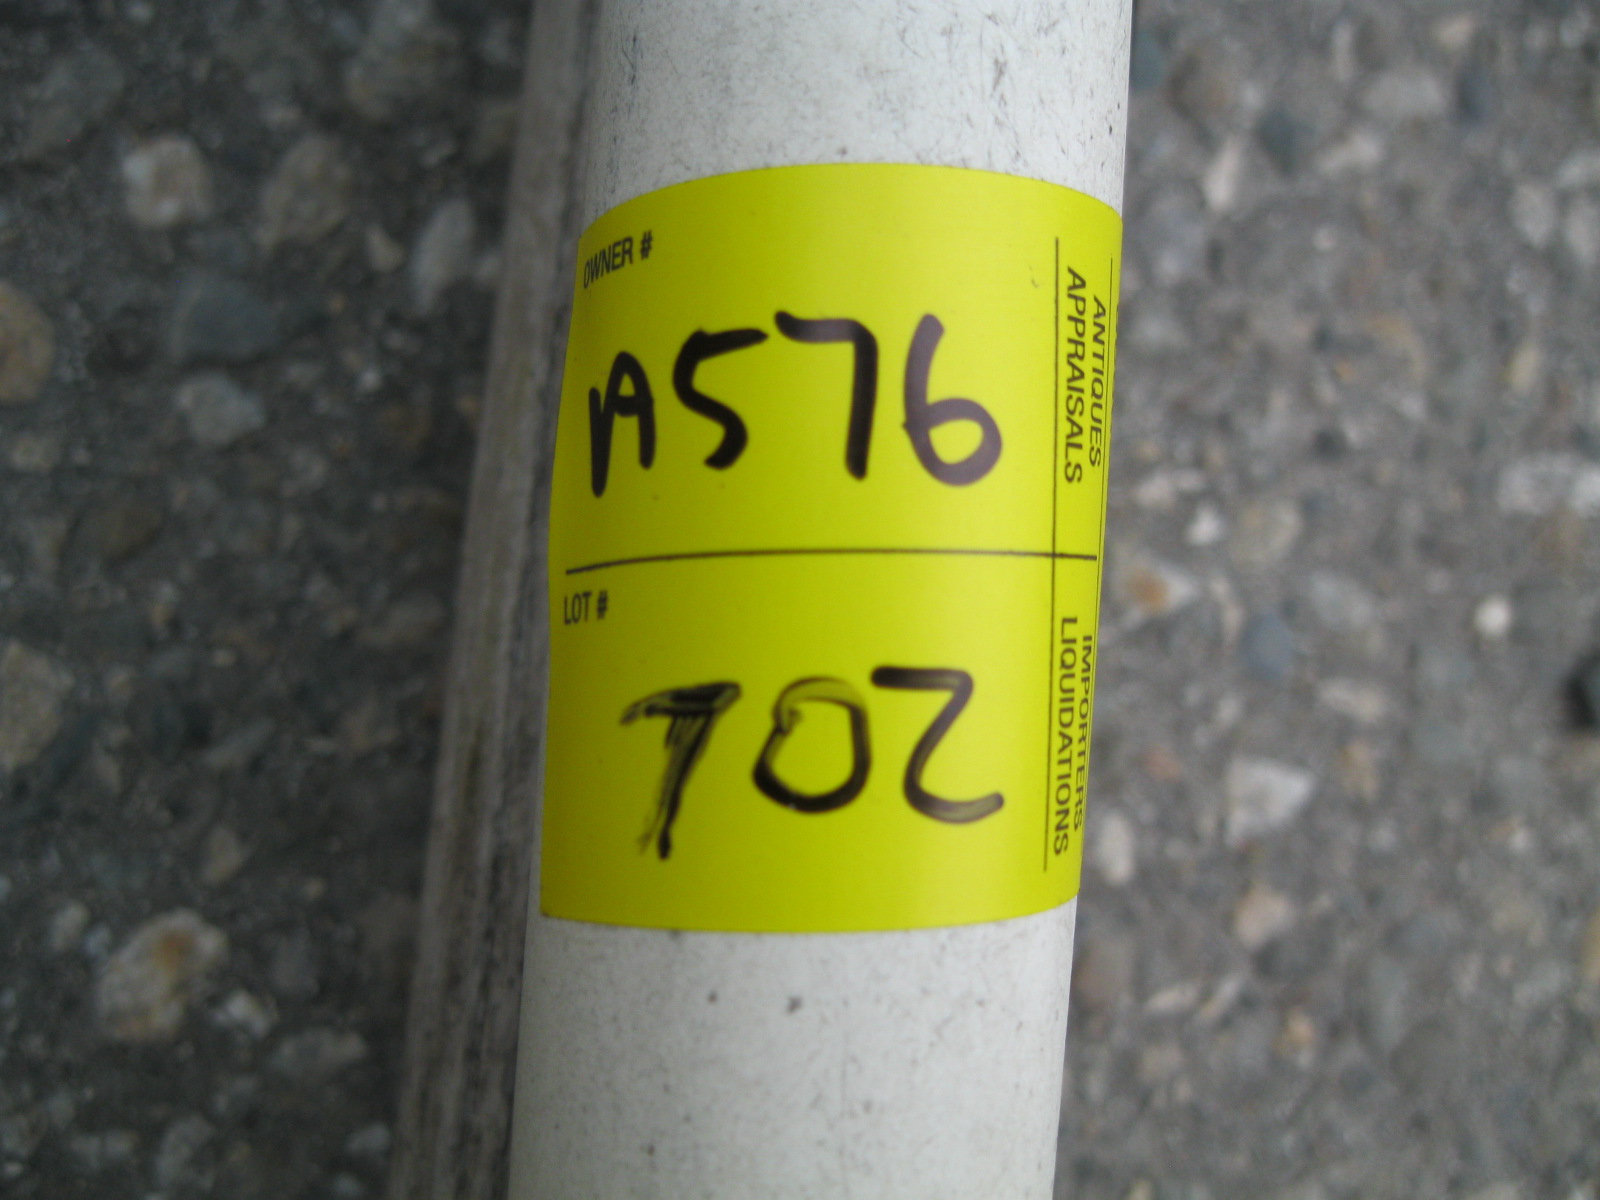 OWNER #
A576
LOT #
702
ANTIQUES
APPRAISALS
IMPORTERS
LIQUIDATIONS